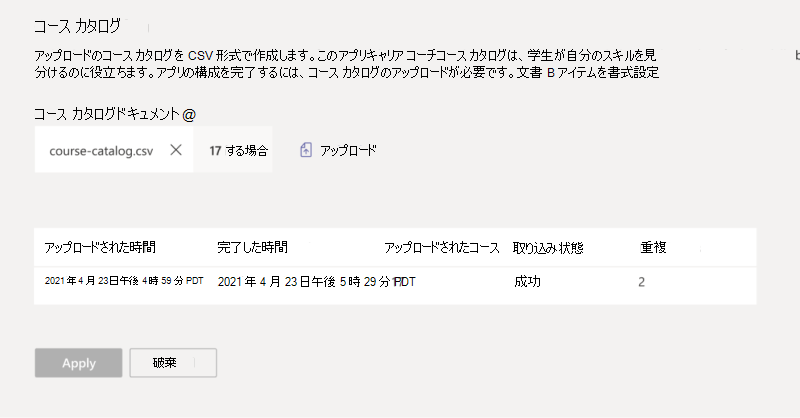 コース カタログ
アップロードのコース カタログを CSV 形式で作成します。このアプリキャリア コーチコース カタログは、学生が自分のスキルを見
分けるのに役立ちます。アプリの構成を完了するには、コース カタログのアップロードが必要です。文書 B アイテムを書式設定
コース カタログドキュメント @
course-catalog.csv × 17 する場合 アップロード
アップロードされた時間 完了した時間 アップロードされたコース 取り込み状態 重複
2021 年 4 月 23日午後 4時 59 分 PDT 2021 年 4 月 23日午後 5時 29 分 PDT 成功 2
Apply 破棄